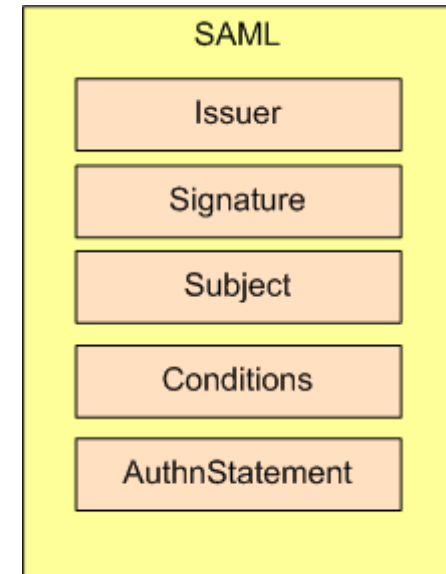 SAML
Issuer
Signature
Subject
Conditions
AuthnStatement